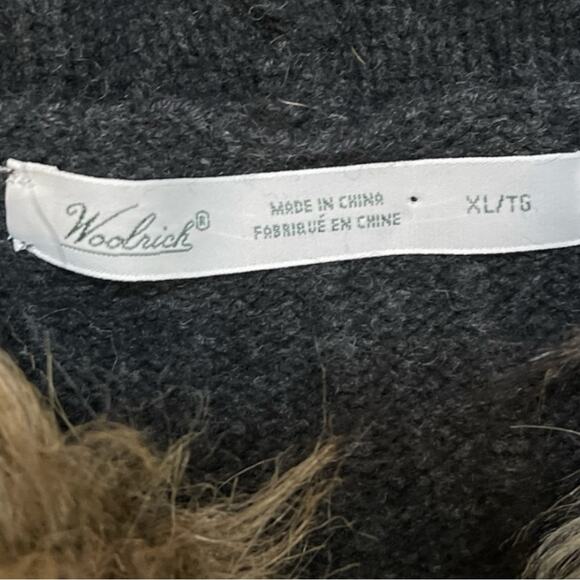 Woolrich®
MADE IN CHINA
FABRIQUÉ EN CHINE
XL/TG